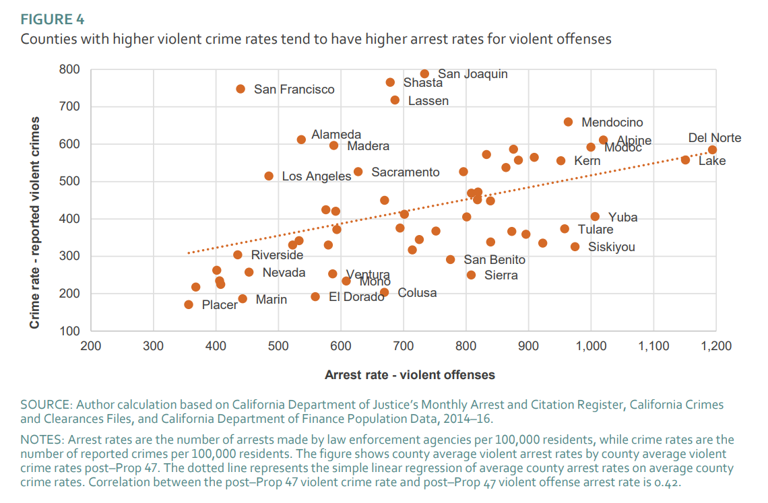 FIGURE 4
Counties with higher violent crime rates tend to have higher arrest rates for violent offenses
Crime rate - reported violent crimes
800
700
600
500
400
300
200
100
San Joaquin
Shasta
San Francisco
Lassen
Mendocino
Alameda
Alpine
Del Norte
Madera
Modoc
Kern
Lake
Sacramento
Los Angeles
Yuba
Tulare
Siskiyou
Riverside
San Benito
Nevada
Ventura
Sierra
Mono
Colusa
El Dorado
Marin
Placer
200 300 400 500 600 700 800 900 1,000 1,100 1,200
Arrest rate - violent offenses
SOURCE: Author calculation based on California Department of Justice's Monthly Arrest and Citation Register, California Crimes
and Clearances Files, and California Department of Finance Population Data, 2014–16.
NOTES: Arrest rates are the number of arrests made by law enforcement agencies per 100,000 residents, while crime rates are the
number of reported crimes per 100,000 residents. The figure shows county average violent arrest rates by county average violent
crime rates post–Prop 47. The dotted line represents the simple linear regression of average county arrest rates on average county
crime rates. Correlation between the post–Prop 47 violent crime rate and post–Prop 47 violent offense arrest rate is 0.42.